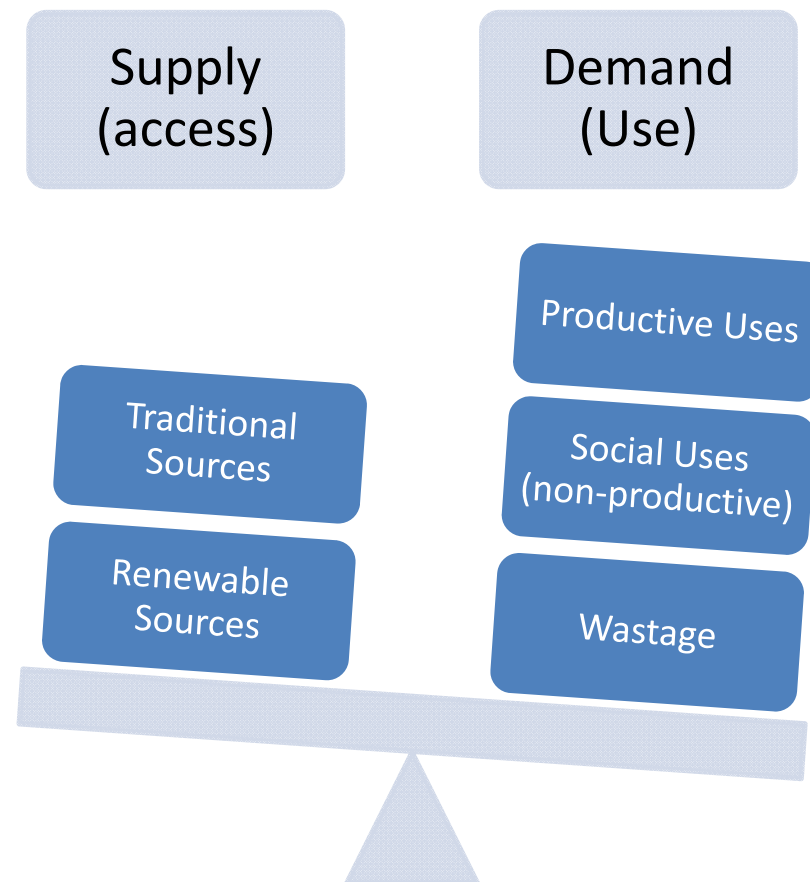 Supply
(access)
Demand
(Use)
Productive Uses
Traditional
Sources
Social Uses
(non-productive)
Renewable
Sources
Wastage